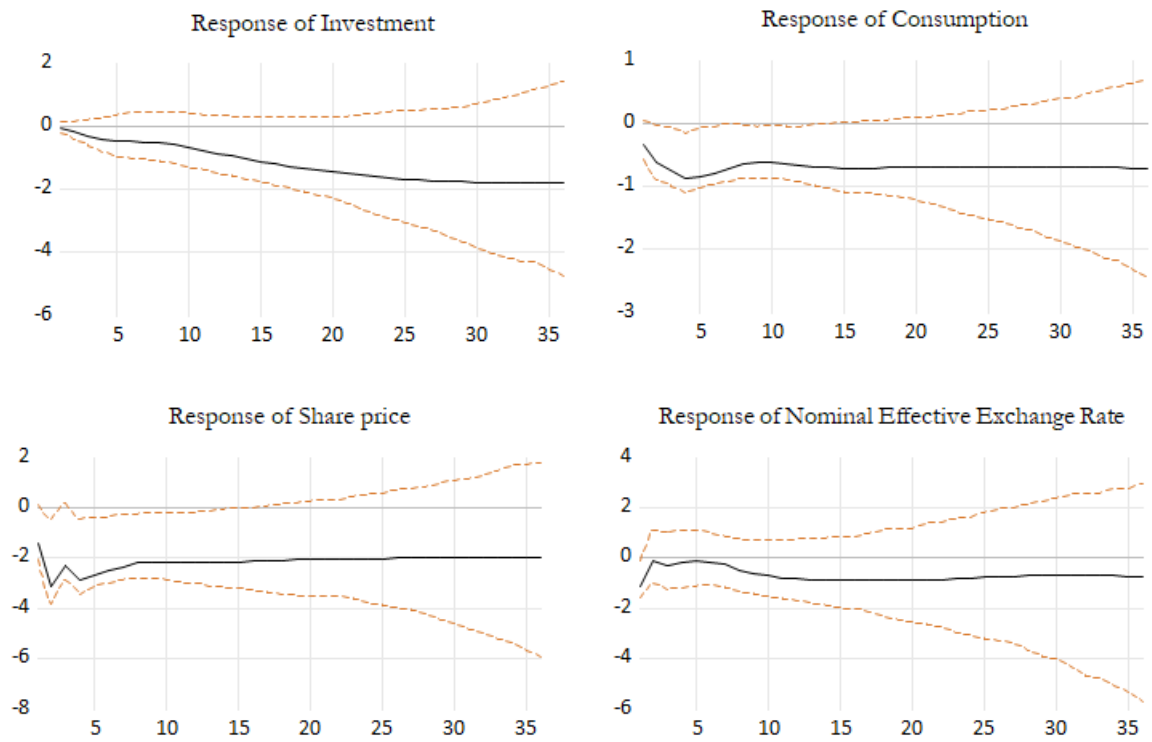 Response of Investment
2
0
-2
-4
-6
5 10 15 20 25 30 35
Response of Consumption
1
0
-1
-2
-3
5 10 15 20 25 30 35
Response of Share price
2
0
-2
-4
-6
-8
5 10 15 20 25 30 35
Response of Nominal Effective Exchange Rate
4
2
0
-2
-4
-6
5 10 15 20 25 30 35